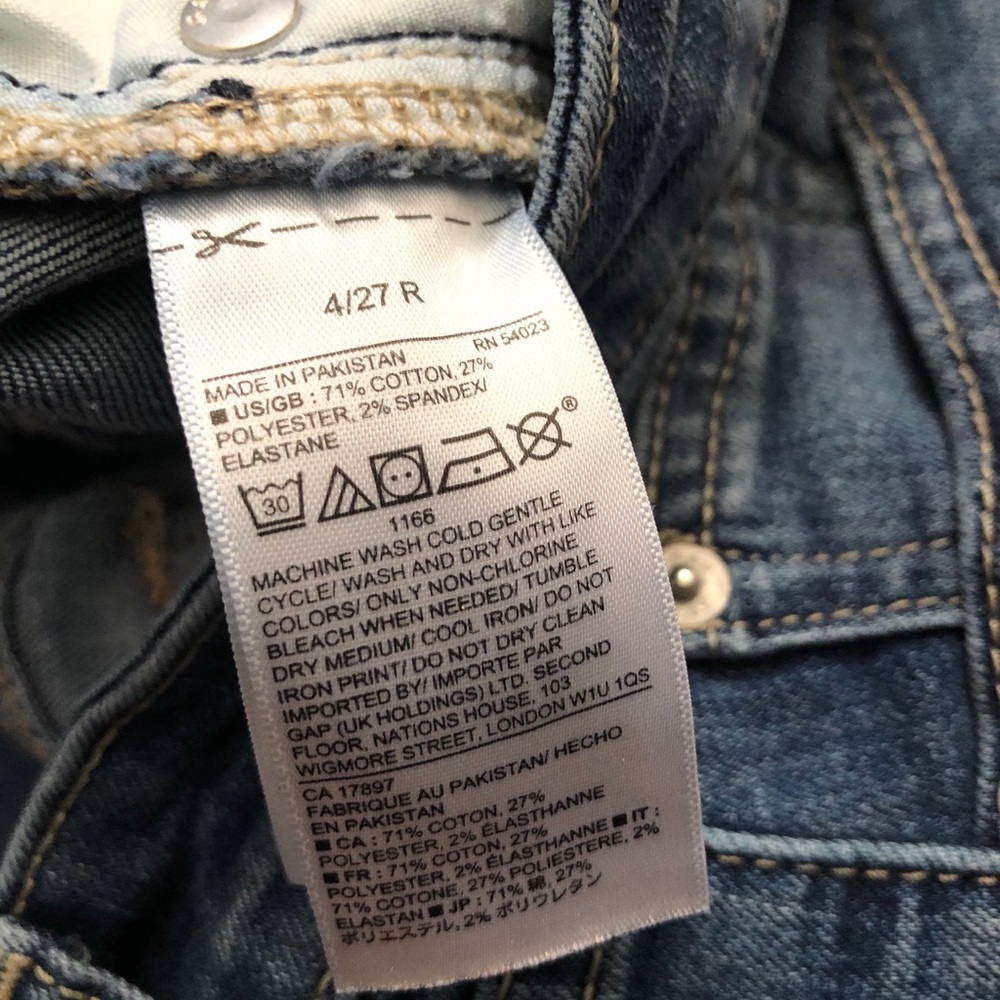 4/27 R
RN 54023
MADE IN PAKISTAN
■ US/GB : 71% COTTON, 27%
POLYESTER, 2% SPANDEX/
ELASTANE
30
®
1166
MACHINE WASH COLD GENTLE
CYCLE/ WASH AND DRY WITH LIKE
COLORS/ ONLY NON-CHLORINE
BLEACH WHEN NEEDED/ TUMBLE
DRY MEDIUM/ COOL IRON/ DO NOT
IRON PRINT/ DO NOT DRY CLEAN
IMPORTED BY/ IMPORTE PAR
GAP (UK HOLDINGS) LTD. SECOND
FLOOR, NATIONS HOUSE, 103
WIGMORE STREET, LONDON W1U 1QS
CA 17897
FABRIQUE AU PAKISTAN/ HECHO
EN PAKISTAN
■ CA : 71% COTON, 27%
POLYESTER, 2% ÉLASTHANNE
■ FR : 71% COTON, 27%
POLYESTER, 2% ÉLASTHANNE ■ IT :
71% COTONE, 27% POLIESTERE, 2%
ELASTAN ■ JP : 71% 綿, 27%
ポリエステル, 2% ポリウレタン